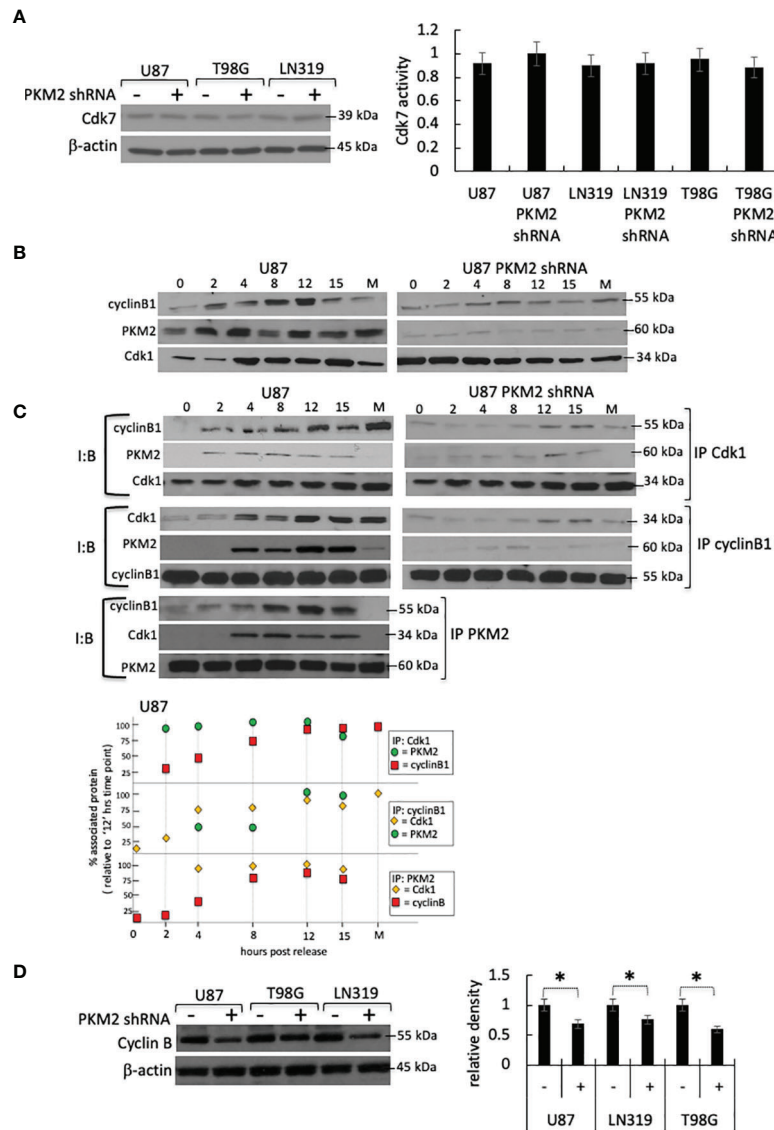 A
U87 T98G LN319
PKM2 shRNA - + - + - +
Cdk7 39 kDa
β-actin 45 kDa
Cdk7 activity
1.2
1
0.8
0.6
0.4
0.2
0
U87 U87 PKM2 shRNA LN319 LN319 PKM2 shRNA T98G T98G PKM2 shRNA
B
U87 U87 PKM2 shRNA
0 2 4 8 12 15 M 0 2 4 8 12 15 M
cyclinB1 55 kDa
PKM2 60 kDa
Cdk1 34 kDa
C
U87 U87 PKM2 shRNA
0 2 4 8 12 15 M 0 2 4 8 12 15 M
I:B
cyclinB1 55 kDa
PKM2 60 kDa
Cdk1 34 kDa
IP Cdk1
I:B
Cdk1 34 kDa
PKM2 60 kDa
cyclinB1 55 kDa
IP cyclinB1
I:B
cyclinB1 55 kDa
Cdk1 34 kDa
PKM2 60 kDa
IP PKM2
U87
% associated protein
( relative to '12' hrs time point)
100
75
50
25
IP: Cdk1
= PKM2
= cyclinB1
100
75
50
25
IP: cyclinB1
= Cdk1
= PKM2
100
75
50
25
IP: PKM2
= Cdk1
= cyclinB
0 2 4 8 12 15 M
hours post release
D
U87 T98G LN319
PKM2 shRNA - + - + - +
Cyclin B 55 kDa
β-actin 45 kDa
relative density
1.5
1
0.5
0
* * *
- + - + - +
U87 LN319 T98G